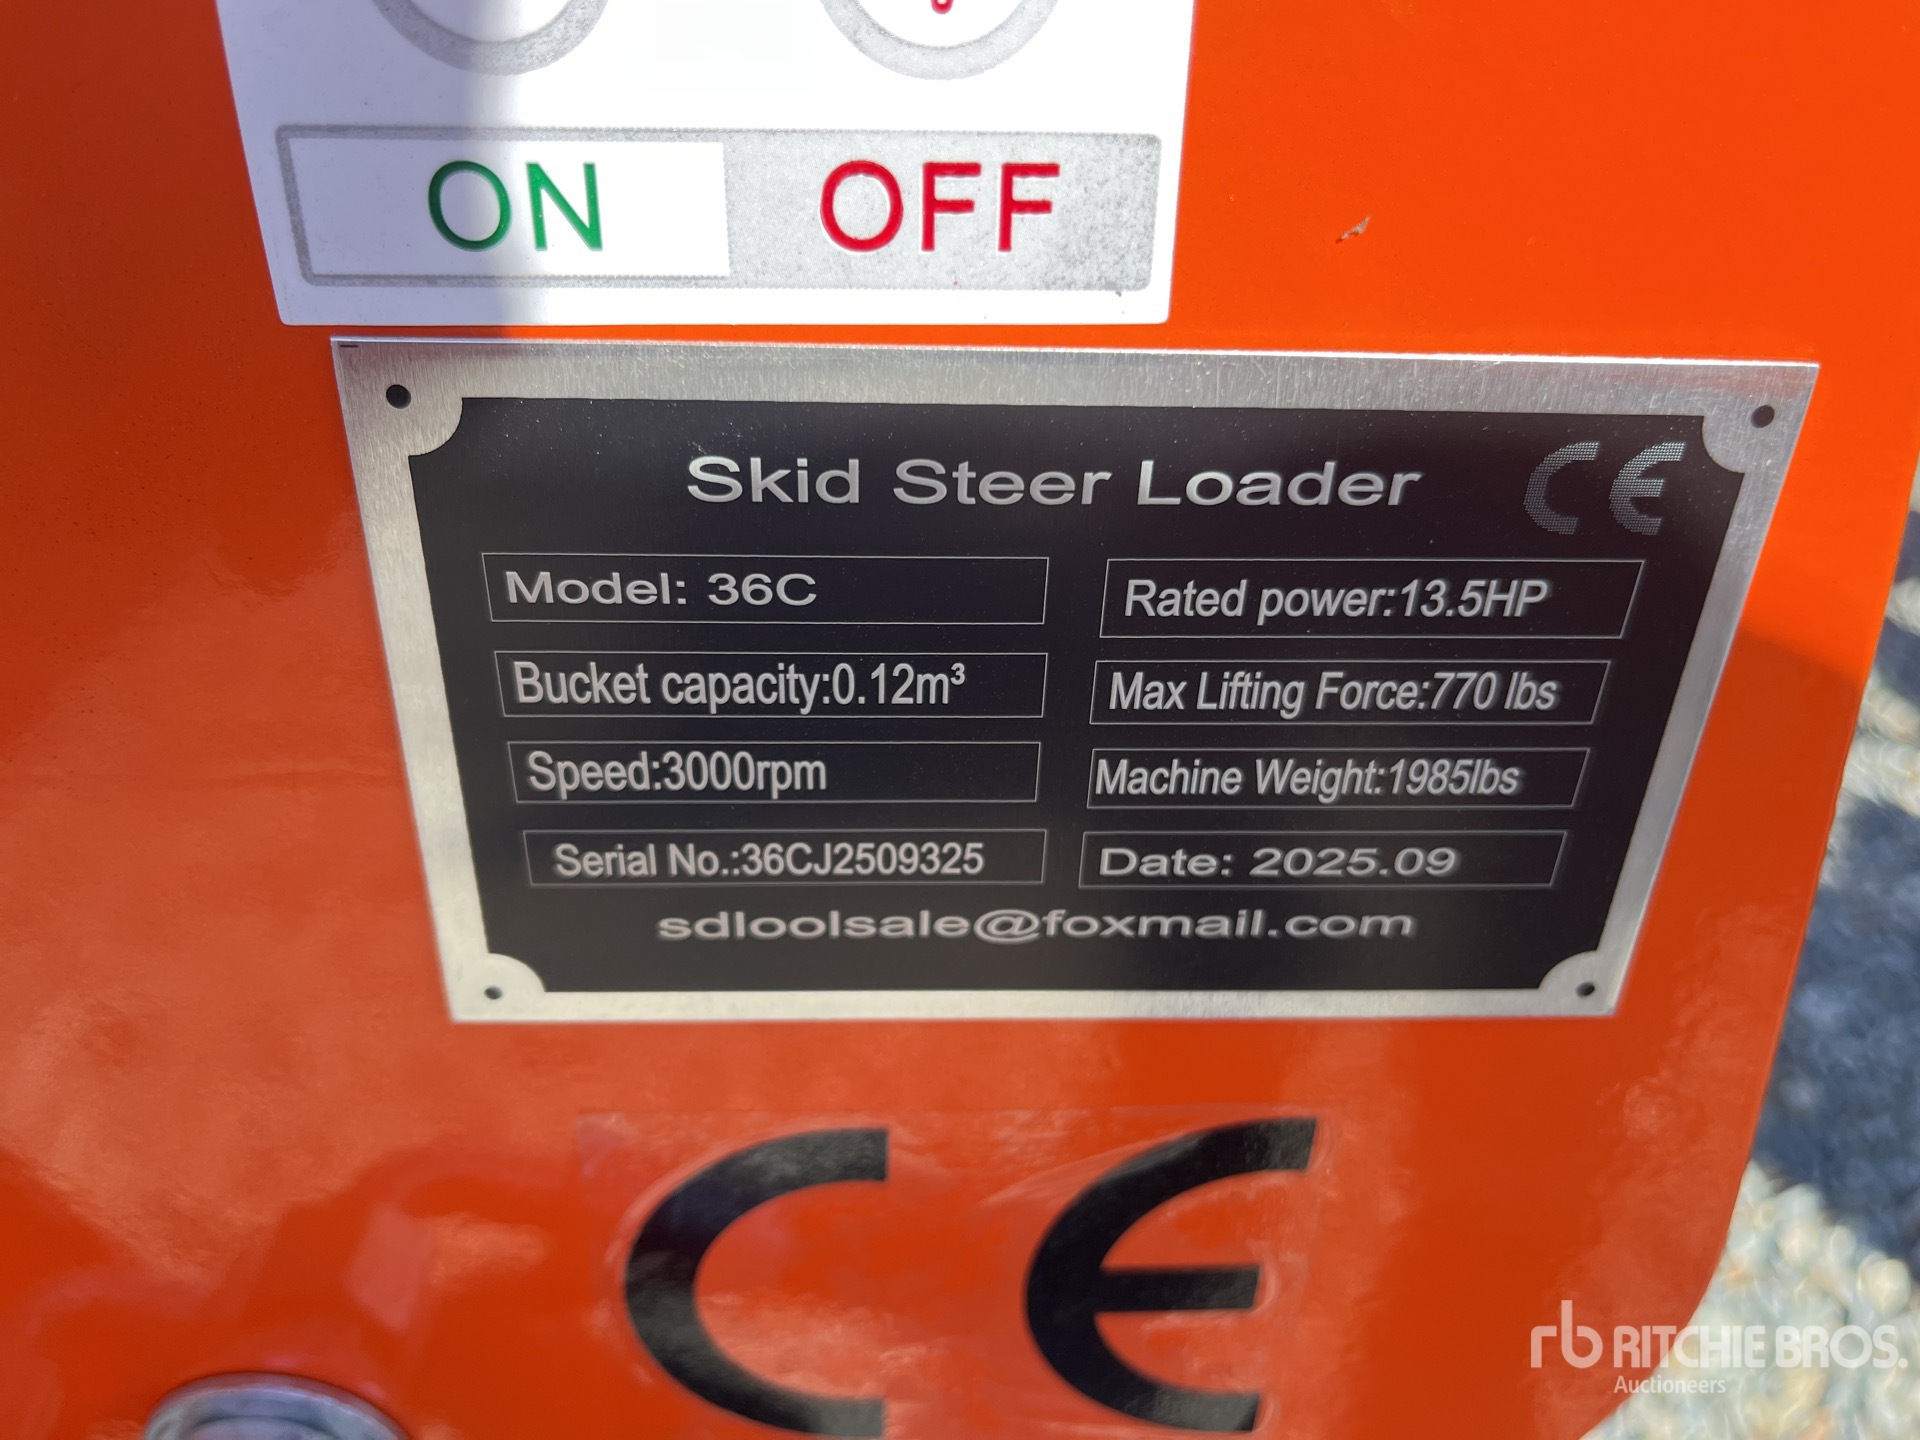 ON OFF
Skid Steer Loader CE
Model: 36C
Rated power:13.5HP
Bucket capacity:0.12m³
Max Lifting Force:770 lbs
Speed:3000rpm
Machine Weight:1985lbs
Serial No.:36CJ2509325
Date: 2025.09
sdloolsale@foxmail.com
CE
rb RITCHIE BROS.
Auctioneers